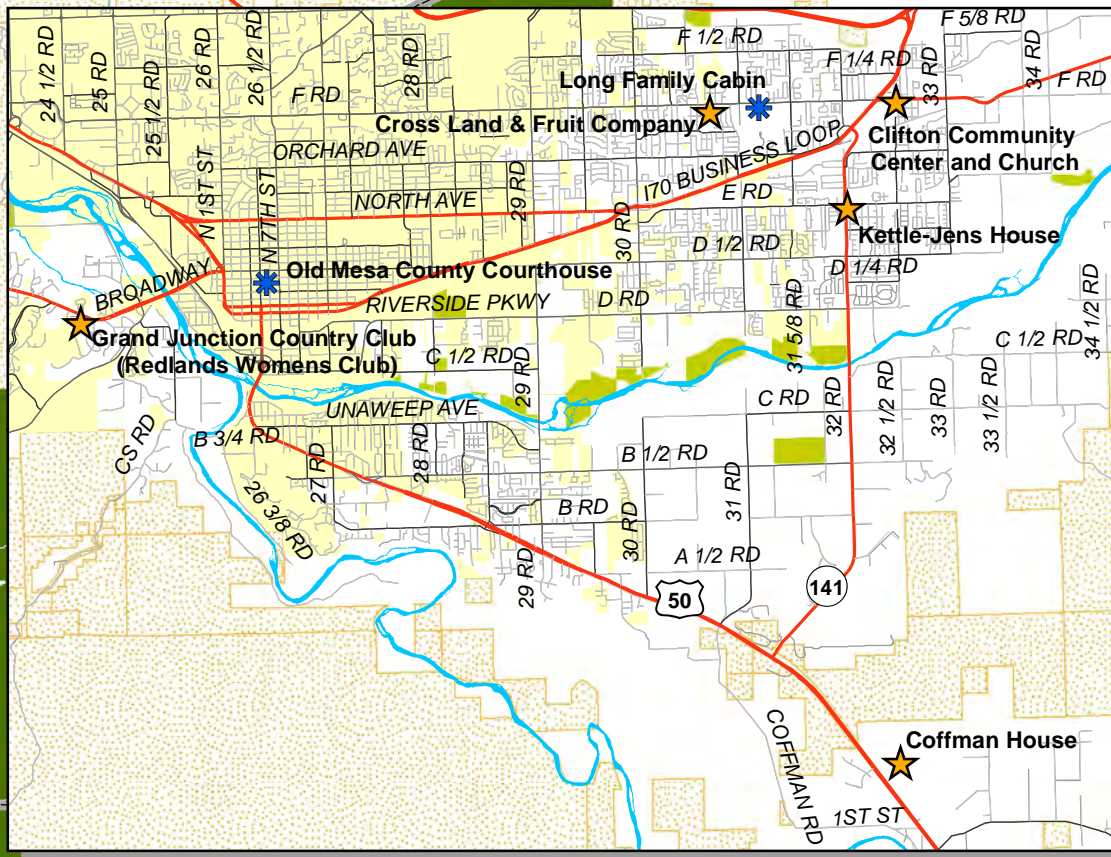 24 1/2 RD
25 RD
25 1/2 RD
26 RD
26 1/2 RD
28 RD
F 1/2 RD
F 5/8 RD
F 1/4 RD
33 RD
34 RD
F RD
F RD
Long Family Cabin
Cross Land & Fruit Company
Clifton Community
Center and Church
ORCHARD AVE
I70 BUSINESS LOOP
N 1ST ST
N 7TH ST
NORTH AVE
29 RD
30 RD
E RD
D 1/2 RD
Kettle-Jens House
D 1/4 RD
BROADWAY
Old Mesa County Courthouse
RIVERSIDE PKWY
D RD
31 5/8 RD
34 1/2 RD
Grand Junction Country Club
(Redlands Womens Club)
C 1/2 RD
29 RD
C 1/2 RD
UNAWEEP AVE
C RD
32 RD
32 1/2 RD
33 RD
33 1/2 RD
CS RD
B 3/4 RD
27 RD
28 RD
B 1/2 RD
26 3/8 RD
B RD
31 RD
30 RD
29 RD
A 1/2 RD
50
141
COFFMAN RD
Coffman House
1ST ST